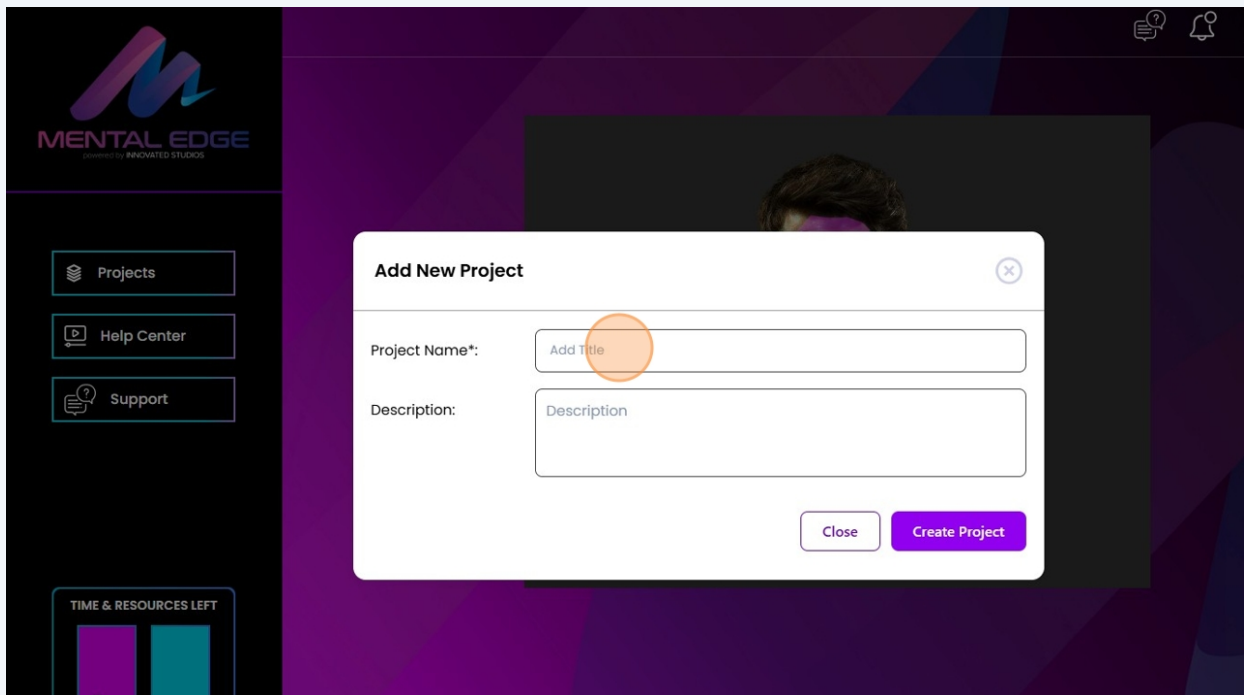 MENTAL EDGE
powered by INNOVATED STUDIOS
Projects
Help Center
Support
TIME & RESOURCES LEFT
Add New Project
Project Name*:
Add Title
Description:
Description
Close
Create Project